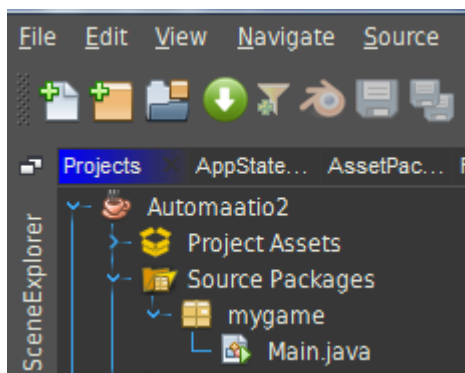 File Edit View Navigate Source
Projects AppState... AssetPac... F
SceneExplorer
Automaatio2
Project Assets
Source Packages
mygame
Main.java